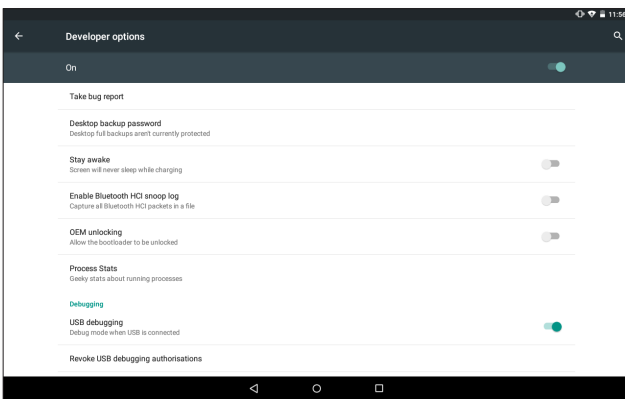 11:56
Developer options
On
Take bug report
Desktop backup password
Desktop full backups aren't currently protected
Stay awake
Screen will never sleep while charging
Enable Bluetooth HCI snoop log
Capture all Bluetooth HCI packets in a file
OEM unlocking
Allow the bootloader to be unlocked
Process Stats
Geeky stats about running processes
Debugging
USB debugging
Debug mode when USB is connected
Revoke USB debugging authorisations